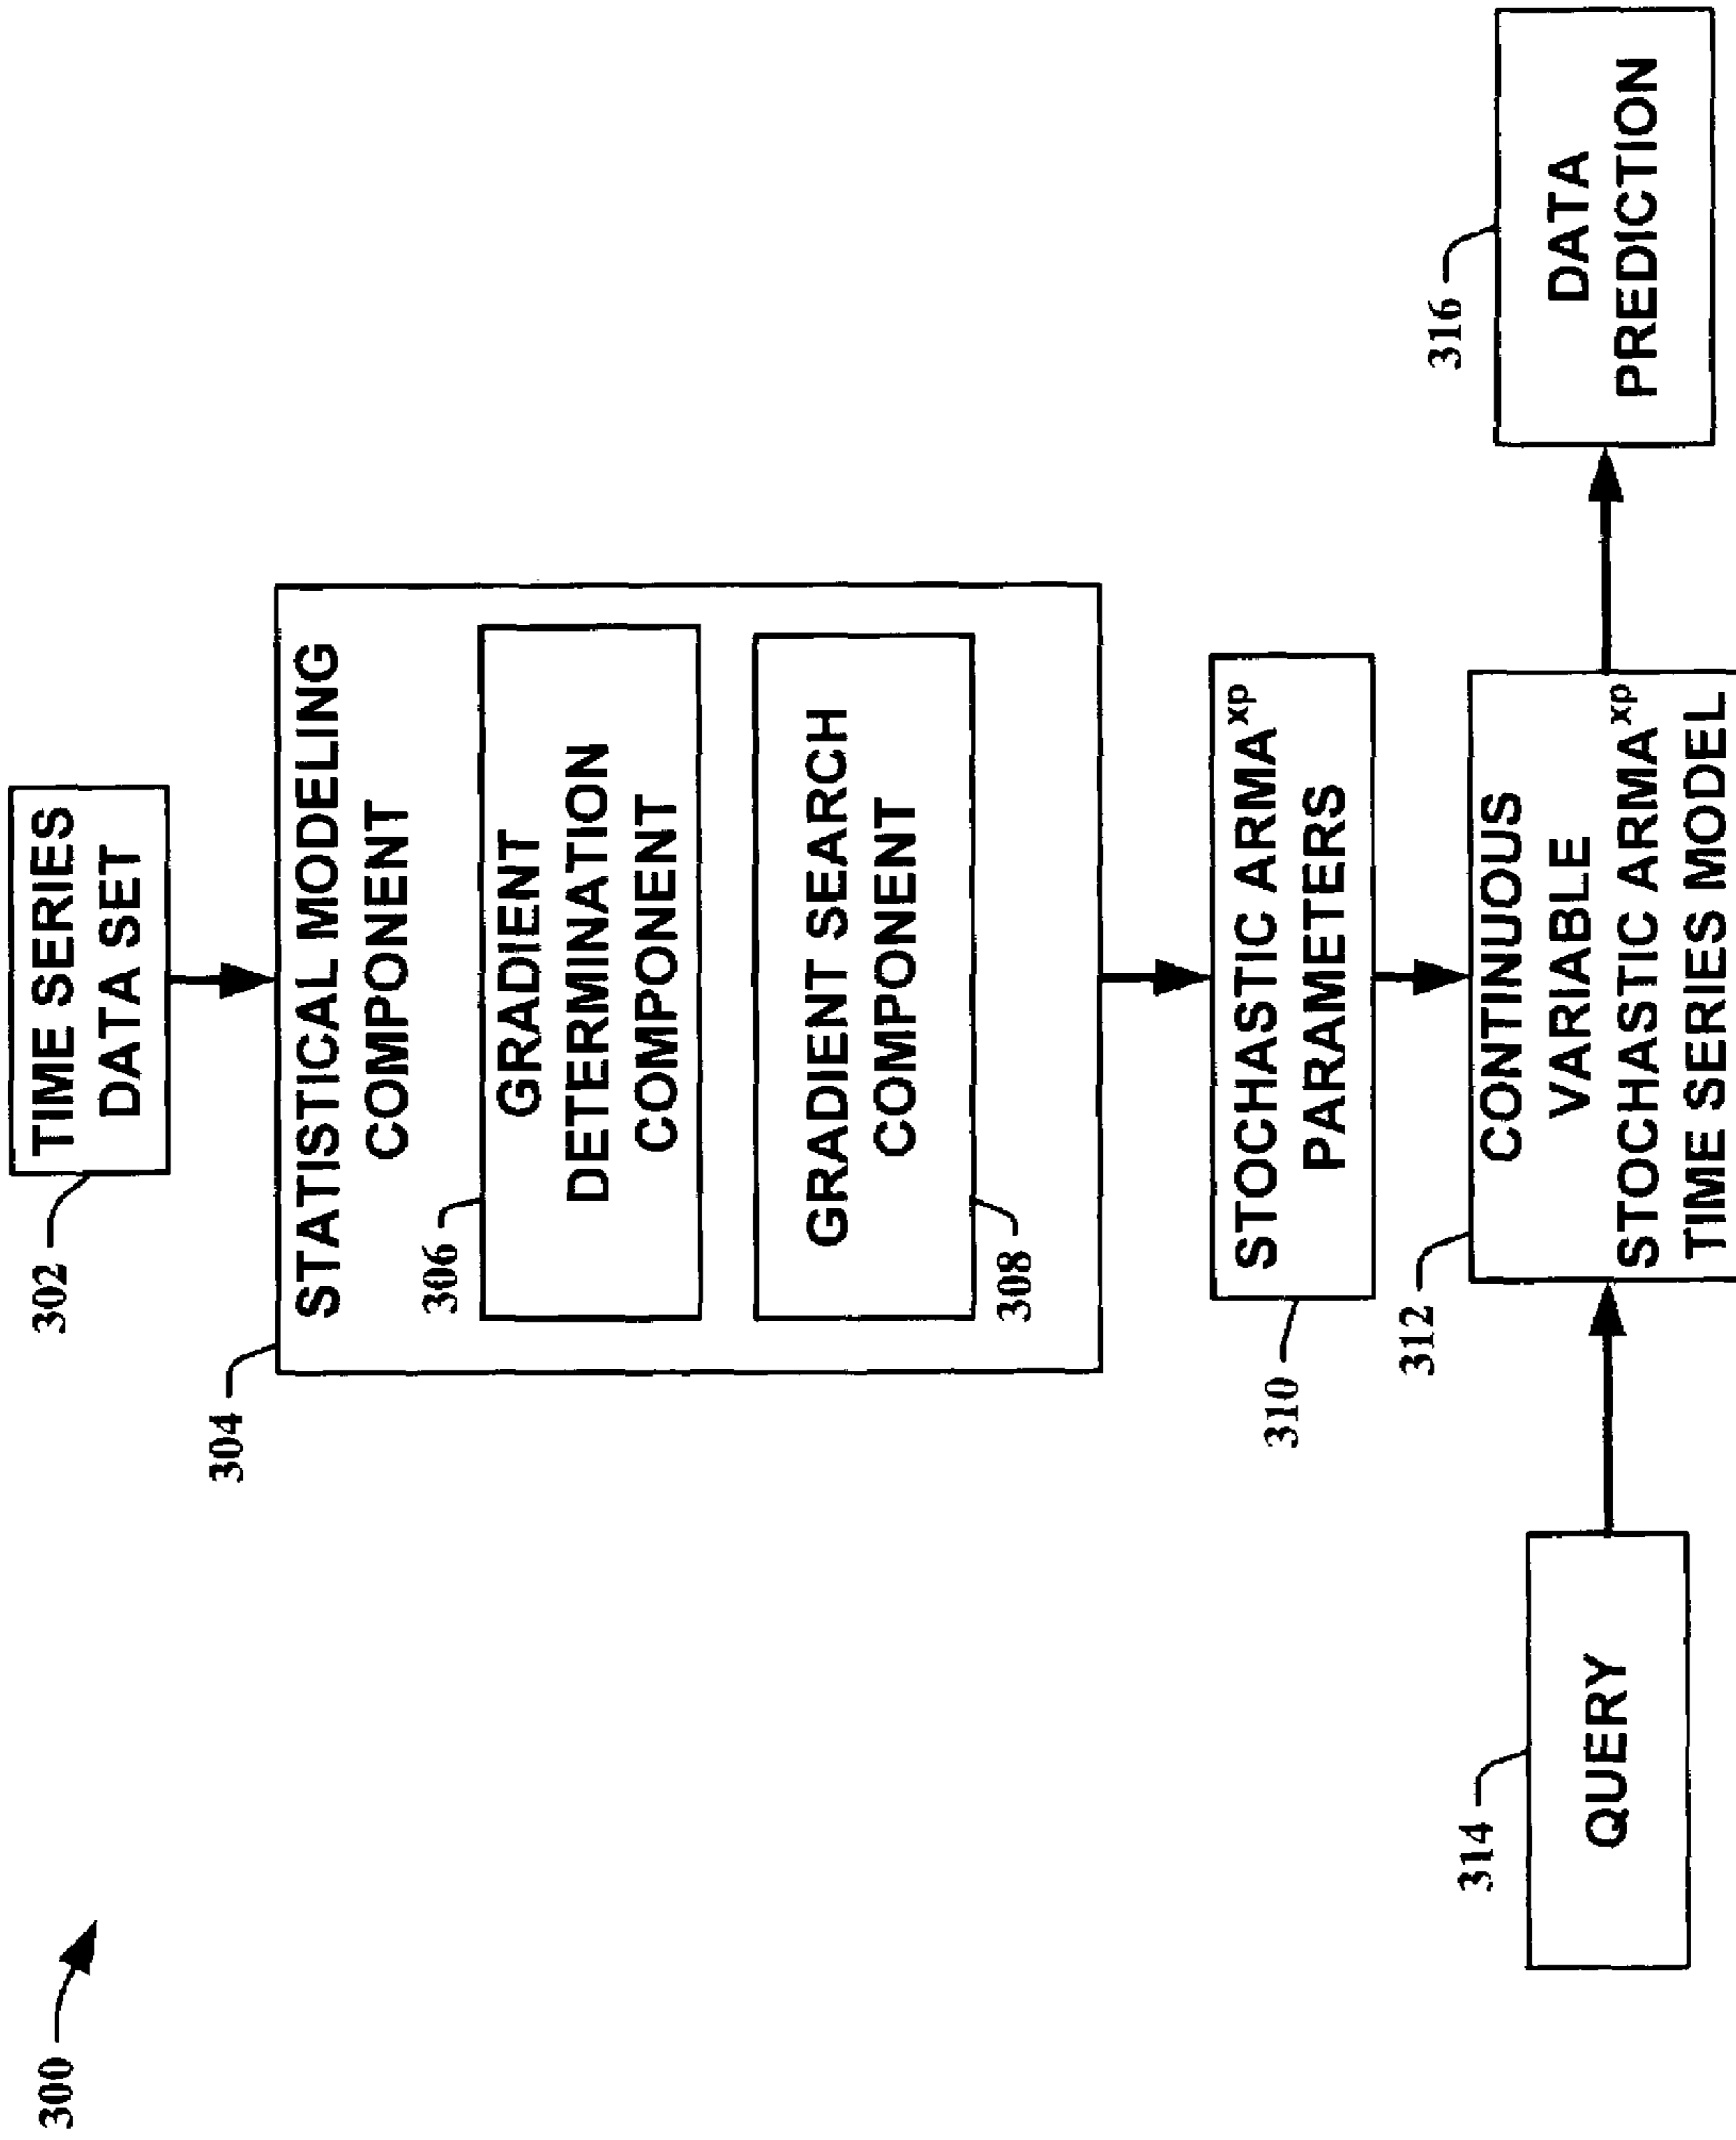 300
302
TIME SERIES
DATA SET
304
STATISTICAL MODELING
COMPONENT
306
GRADIENT
DETERMINATION
COMPONENT
GRADIENT SEARCH
COMPONENT
308
310
STOCHASTIC ARMA^xp
PARAMETERS
312
CONTINUOUS
VARIABLE
STOCHASTIC ARMA^xp
TIME SERIES MODEL
314
QUERY
316
DATA
PREDICTION